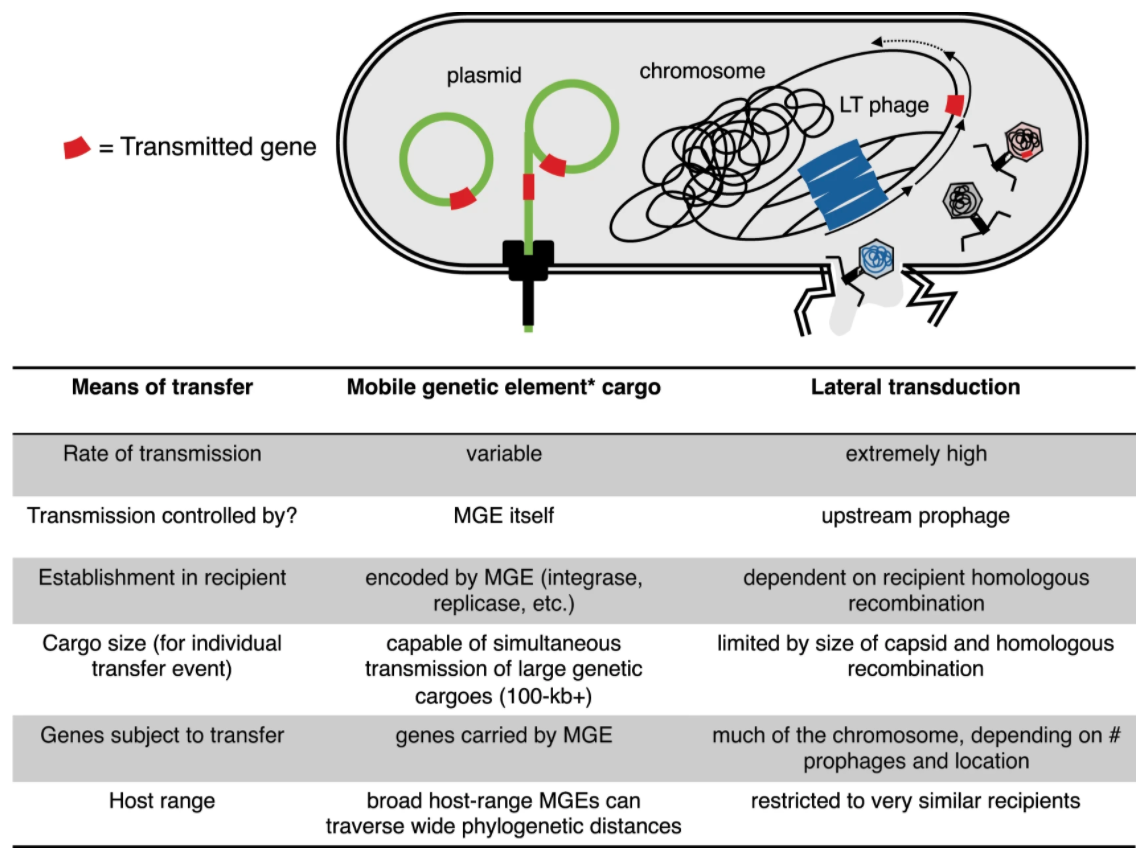 plasmid
chromosome
LT phage
= Transmitted gene
Means of transfer
Mobile genetic element* cargo
Lateral transduction
Rate of transmission
variable
extremely high
Transmission controlled by?
MGE itself
upstream prophage
Establishment in recipient
encoded by MGE (integrase,
replicase, etc.)
dependent on recipient homologous
recombination
Cargo size (for individual
transfer event)
capable of simultaneous
transmission of large genetic
cargoes (100-kb+)
limited by size of capsid and homologous
recombination
Genes subject to transfer
genes carried by MGE
much of the chromosome, depending on #
prophages and location
Host range
broad host-range MGEs can
traverse wide phylogenetic distances
restricted to very similar recipients